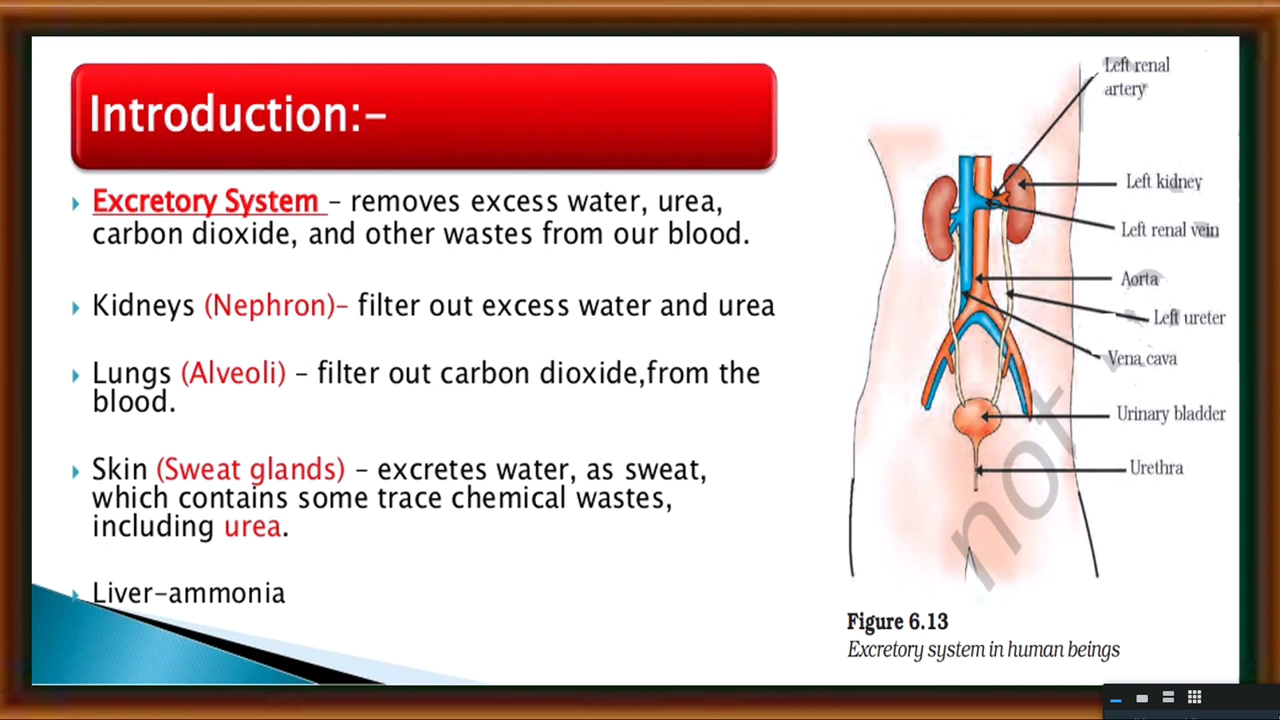 Introduction:-
Excretory System - removes excess water, urea,
carbon dioxide, and other wastes from our blood.
Kidneys (Nephron)- filter out excess water and urea
Lungs (Alveoli) - filter out carbon dioxide,from the
blood.
Skin (Sweat glands) - excretes water, as sweat,
which contains some trace chemical wastes,
including urea.
Liver-ammonia
Left renal
artery
Left kidney
Left renal vein
Aorta
Left ureter
Vena cava
Urinary bladder
Urethra
not
Figure 6.13
Excretory system in human beings